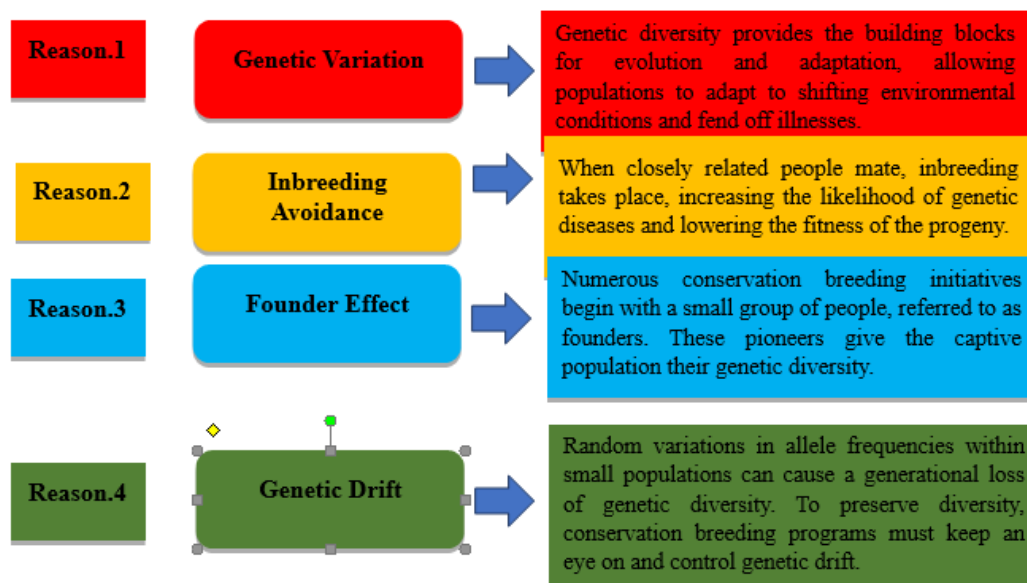 Reason.1
Genetic Variation
Genetic diversity provides the building blocks
for evolution and adaptation, allowing
populations to adapt to shifting environmental
conditions and fend off illnesses.
Reason.2
Inbreeding
Avoidance
When closely related people mate, inbreeding
takes place, increasing the likelihood of genetic
diseases and lowering the fitness of the progeny.
Reason.3
Founder Effect
Numerous conservation breeding initiatives
begin with a small group of people, referred to as
founders. These pioneers give the captive
population their genetic diversity.
Reason.4
Genetic Drift
Random variations in allele frequencies within
small populations can cause a generational loss
of genetic diversity. To preserve diversity,
conservation breeding programs must keep an
eye on and control genetic drift.